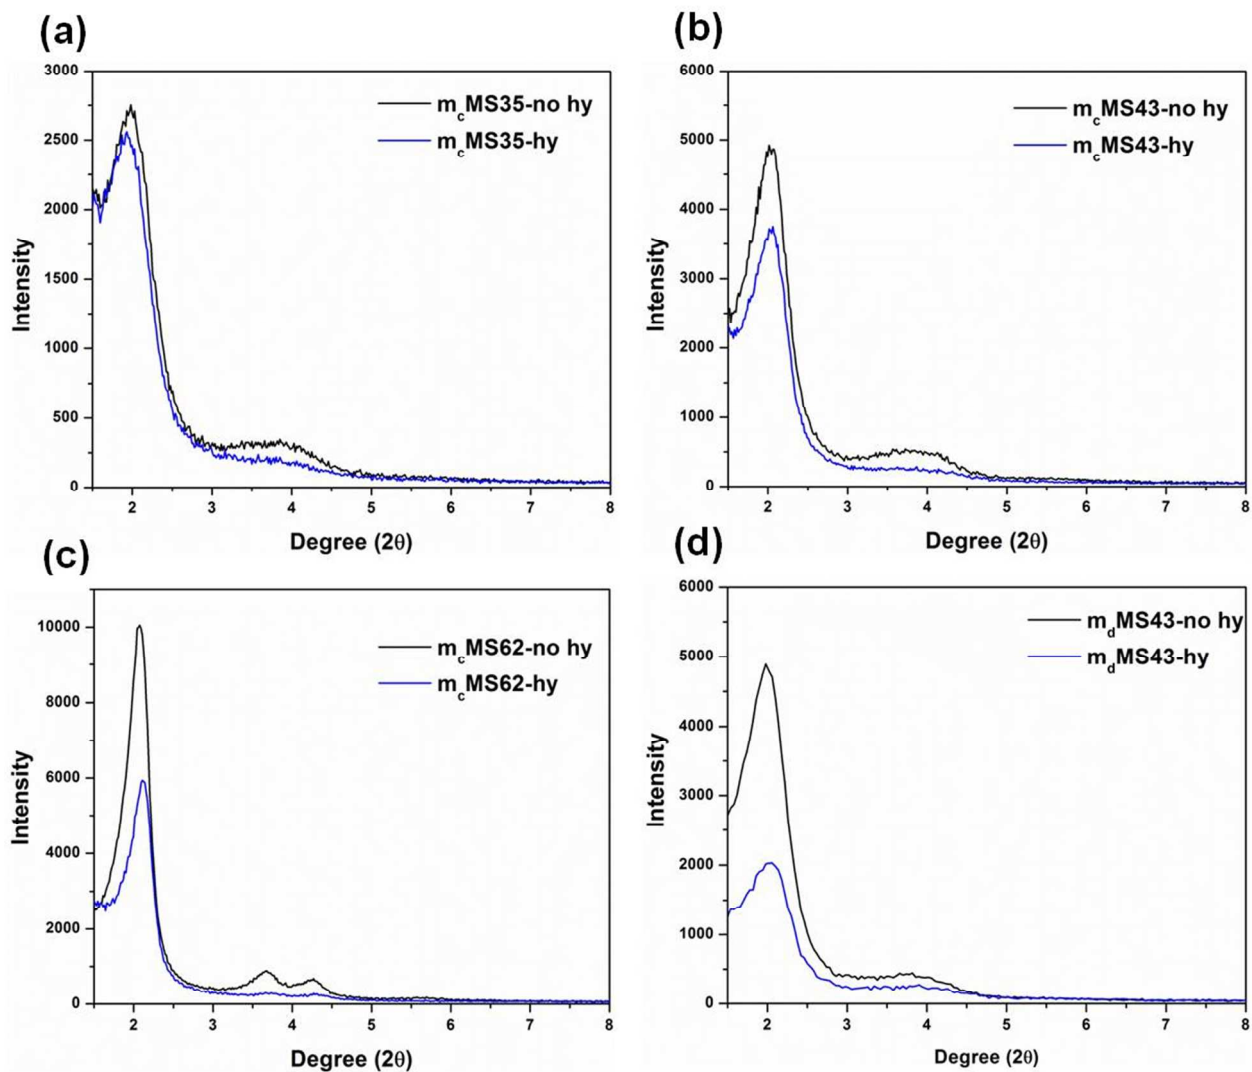 (a)
3000
2500
2000
1500
1000
500
0
2 3 4 5 6 7 8
Intensity
Degree (2θ)
mcMS35-no hy
mcMS35-hy
(b)
6000
5000
4000
3000
2000
1000
0
2 3 4 5 6 7 8
Intensity
Degree (2θ)
mcMS43-no hy
mcMS43-hy
(c)
10000
8000
6000
4000
2000
0
2 3 4 5 6 7 8
Intensity
Degree (2θ)
mcMS62-no hy
mcMS62-hy
(d)
6000
5000
4000
3000
2000
1000
0
2 3 4 5 6 7 8
Intensity
Degree (2θ)
mdMS43-no hy
mdMS43-hy